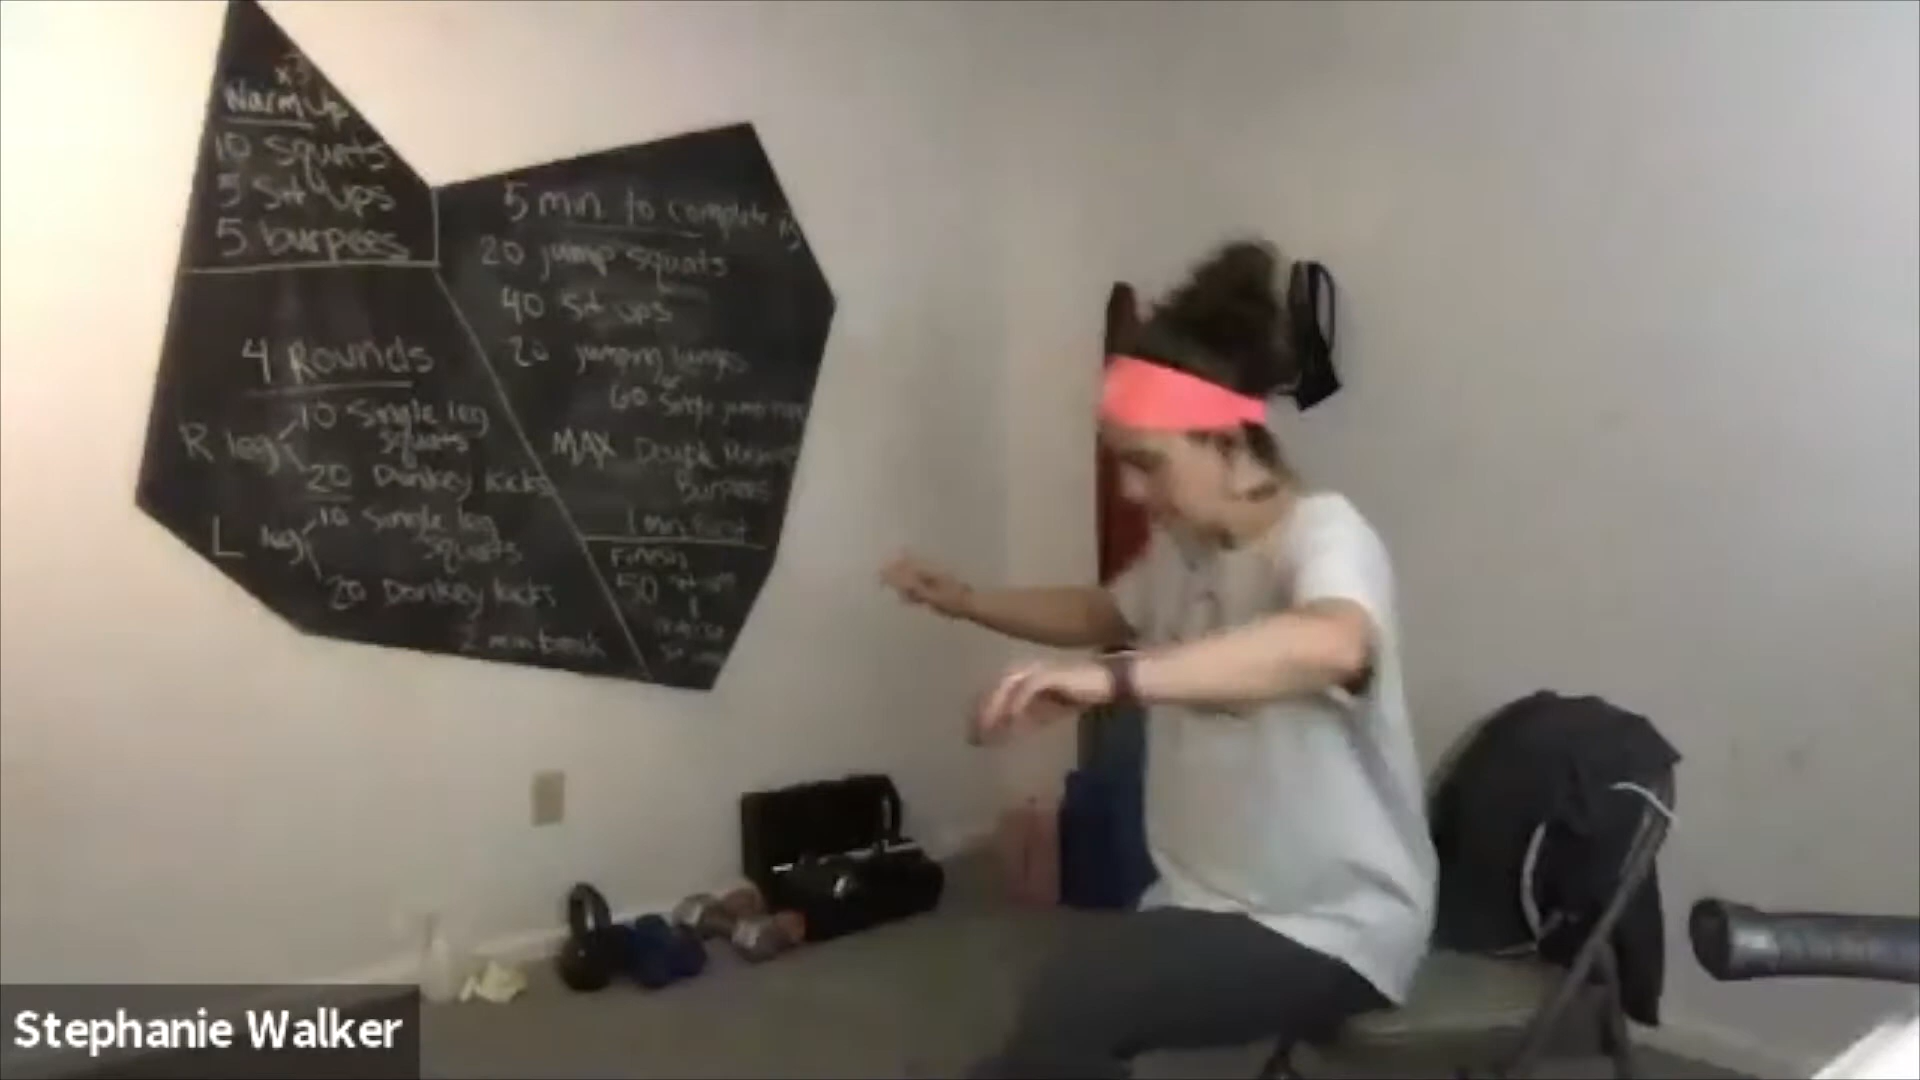 x3
Warm Up
10 Squats
5 Sit Ups
5 burpees
4 Rounds
R leg
10 Single leg
squats
20 Donkey kicks
L leg
10 Single leg
squats
20 Donkey kicks
2 min break
5 min to complete
20 jump squats
40 Sit ups
20 jumping lunges
60 Single jump
MAX
Burpees
1 min rest
Finish
50
Stephanie Walker